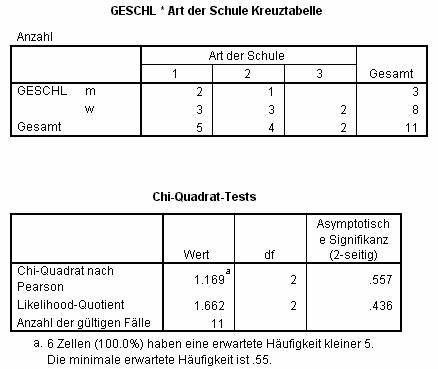 GESCHL * Art der Schule Kreuztabelle
Anzahl
Art der Schule
1 2 3 Gesamt
GESCHL m 2 1 3
w 3 3 2 8
Gesamt 5 4 2 11
Chi-Quadrat-Tests
Wert df Asymptotisch
e Signifikanz
(2-seitig)
Chi-Quadrat nach
Pearson 1.169a 2 .557
Likelihood-Quotient 1.662 2 .436
Anzahl der gültigen Fälle 11
a. 6 Zellen (100.0%) haben eine erwartete Häufigkeit kleiner 5.
Die minimale erwartete Häufigkeit ist .55.